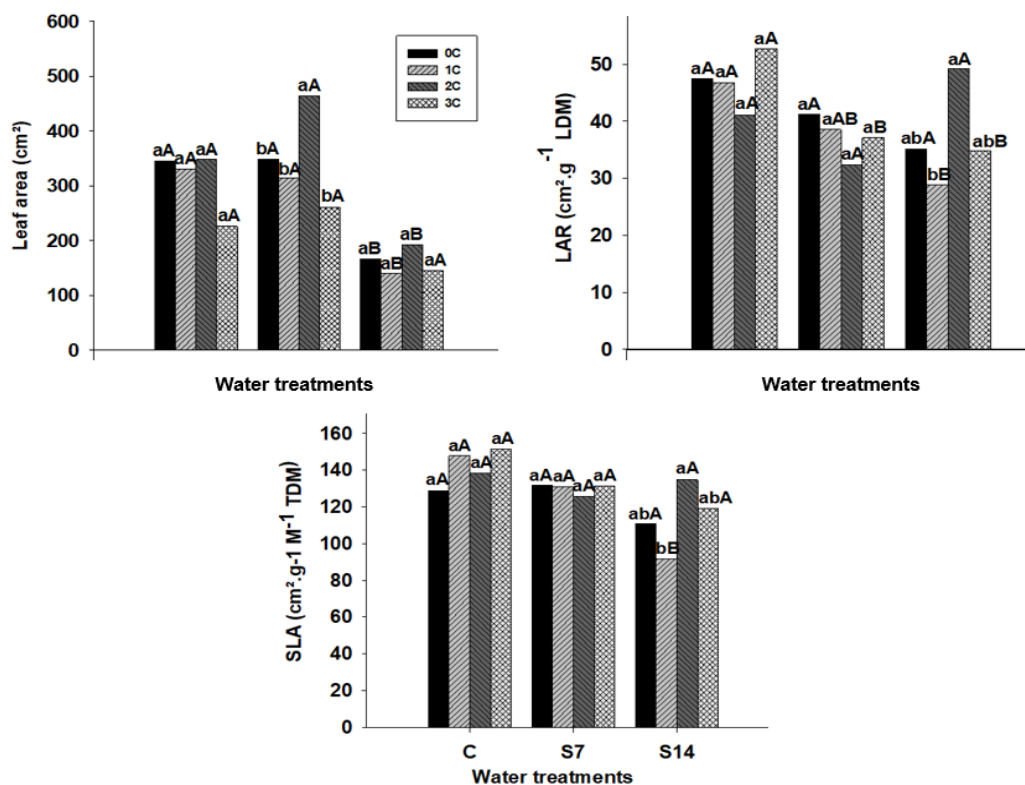 Leaf area (cm²)
600
500
400
300
200
100
0
0C
1C
2C
3C
aA aA aA aA
bA bA aA bA
aB aB aB aA
Water treatments
LAR (cm².g⁻¹ LDM)
50
40
30
20
10
0
aA aA aA aA
aA aAB aA aB
abA bB aA abB
Water treatments
SLA (cm².g-1 M⁻¹ TDM)
160
140
120
100
80
60
40
20
0
aA aA aA aA
aA aA aA aA
abA bB aA abA
C S7 S14
Water treatments